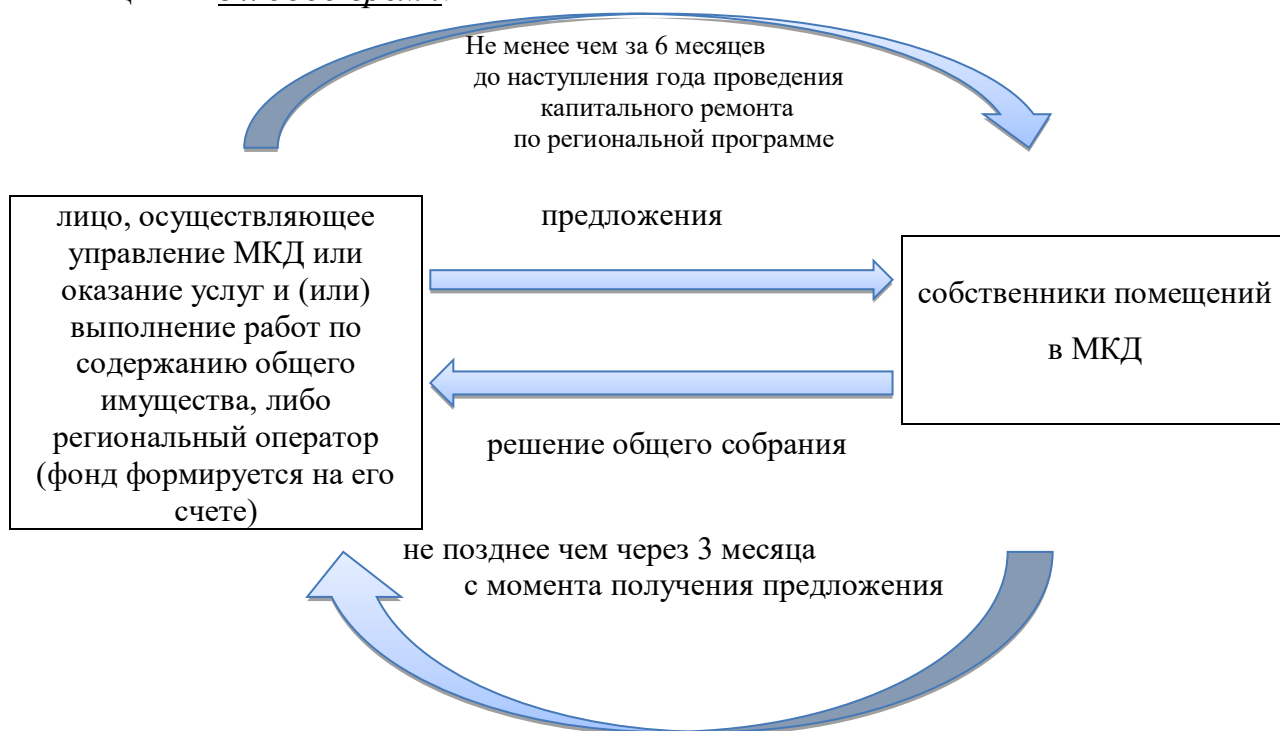 Не менее чем за 6 месяцев
до наступления года проведения
капитального ремонта
по региональной программе
лицо, осуществляющее
управление МКД или
оказание услуг и (или)
выполнение работ по
содержанию общего
имущества, либо
региональный оператор
(фонд формируется на его
счете)
предложения
собственники помещений
в МКД
решение общего собрания
не позднее чем через 3 месяца
с момента получения предложения